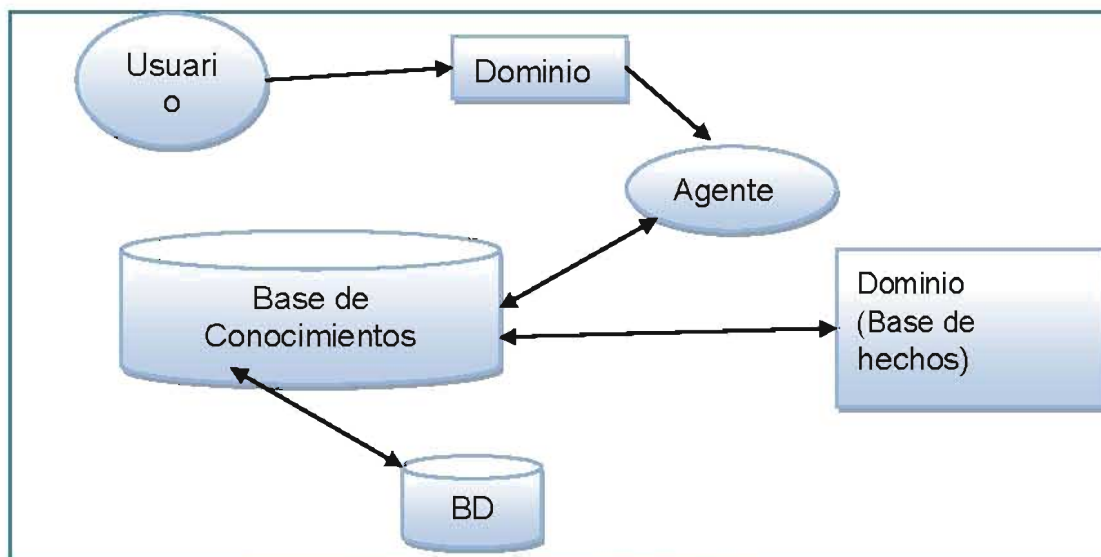 Usuari
o
Dominio
Agente
Base de
Conocimientos
Dominio
(Base de
hechos)
BD